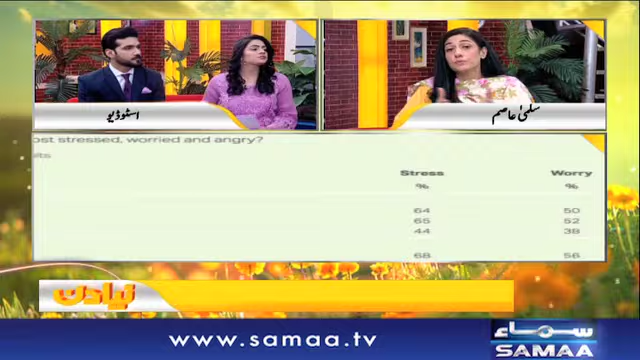 اسٹوڈیو
سلمیٰ عاصم
ost stressed, worried and angry?
lts
Stress Worry
% %
64 50
65 52
44 38
68 56
نیا دن
www.samaa.tv
سماء
SAMAA